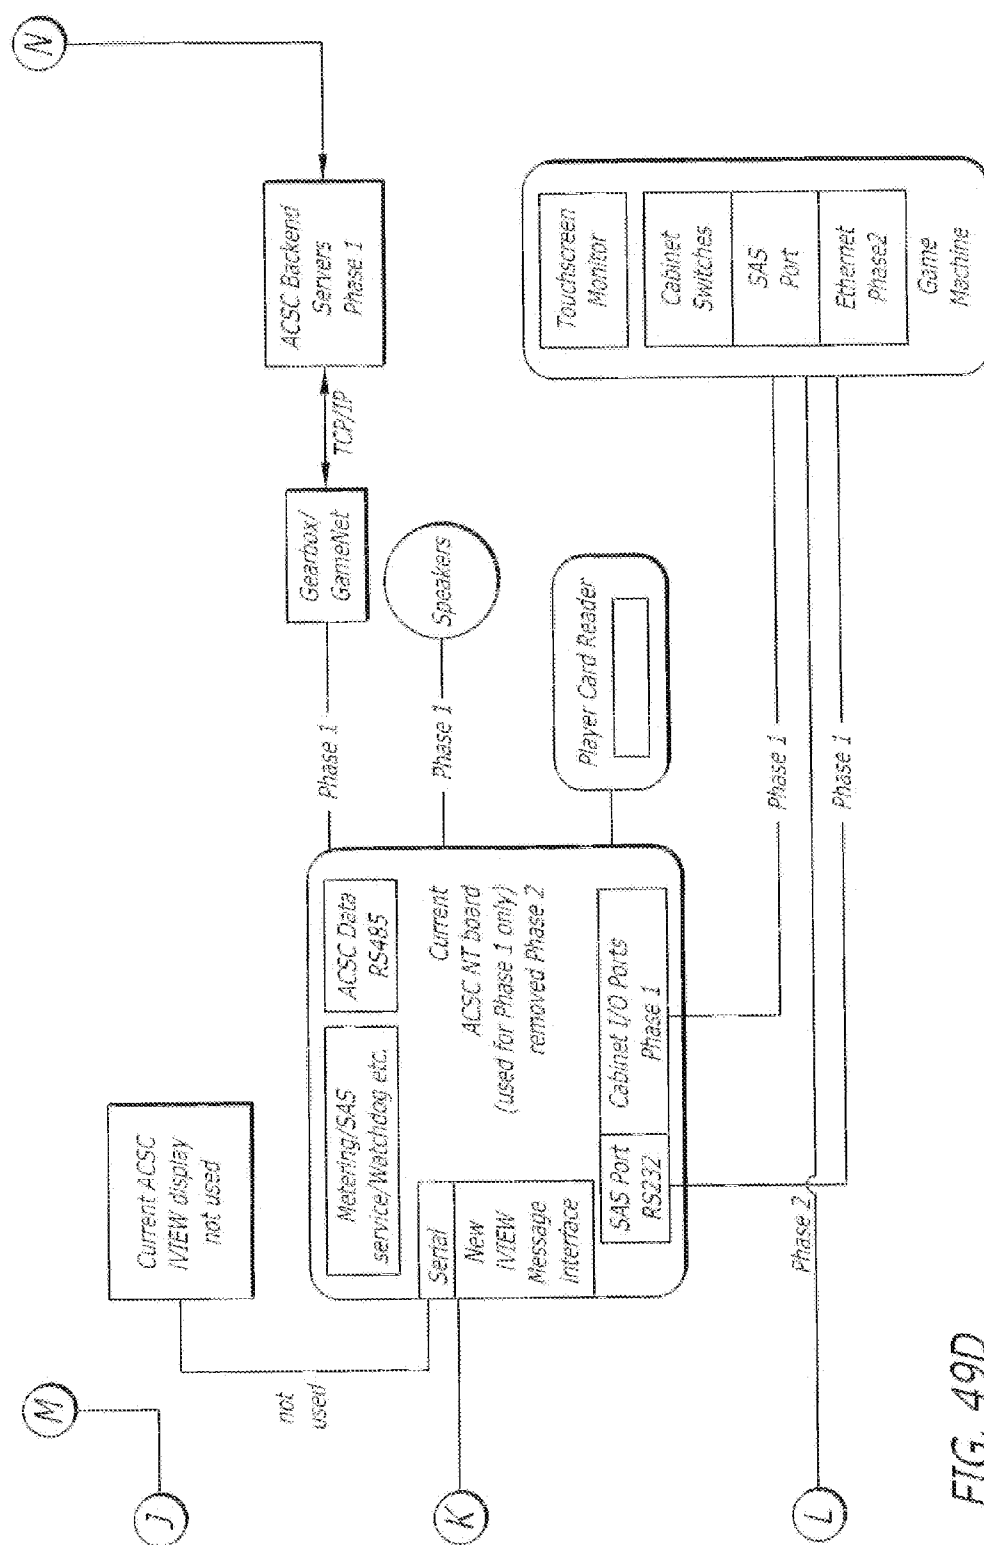 M
J
N
Current ACSC
IVIEW display
not used
not
used
ACSC Backend
Servers
Phase 1
TCP/IP
Gearbox/
GameNet
Phase 1
Speakers
Phase 1
Metering/SAS
service/Watchdog etc.
ACSC Data
RS485
Serial
New
IVIEW
Message
Interface
Current
ACSC NT board
(used for Phase 1 only)
removed Phase 2
SAS Port
RS232
Cabinet I/O Ports
Phase 1
K
Player Card Reader
Touchscreen
Monitor
Cabinet
Switches
SAS
Port
Ethernet
Phase2
Game
Machine
Phase 1
Phase 2
Phase 1
L
FIG. 49D